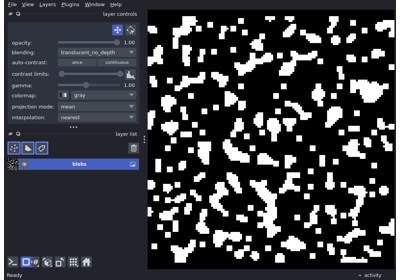 File View Layers Plugins Window Help
layer controls
opacity: 1.00
blending: translucent_no_depth
auto-contrast: once continuous
contrast limits:
gamma: 1.00
colormap: gray
projection mode: mean
interpolation: nearest
layer list
blobs
Ready activity